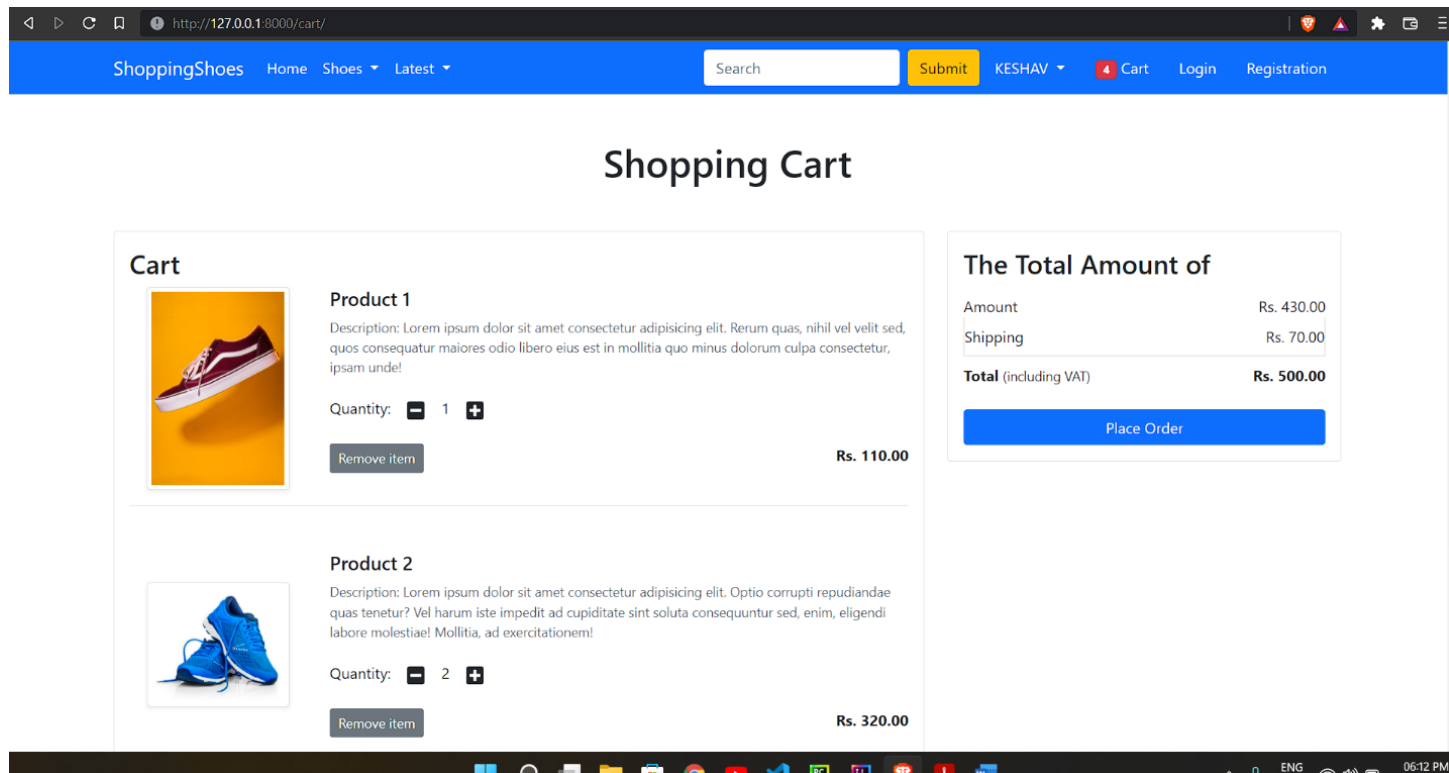 http://127.0.0.1:8000/cart/
ShoppingShoes Home Shoes Latest Search Submit KESHAV 4 Cart Login Registration
Shopping Cart
Cart
Product 1
Description: Lorem ipsum dolor sit amet consectetur adipisicing elit. Rerum quas, nihil vel velit sed,
quos consequatur maiores odio libero eius est in mollitia quo minus dolorum culpa consectetur,
ipsam unde!
Quantity: 1
Remove item Rs. 110.00
Product 2
Description: Lorem ipsum dolor sit amet consectetur adipisicing elit. Optio corrupti repudiandae
quas tenetur? Vel harum iste impedit ad cupiditate sint soluta consequuntur sed, enim, eligendi
labore molestiae! Mollitia, ad exercitationem!
Quantity: 2
Remove item Rs. 320.00
The Total Amount of
Amount Rs. 430.00
Shipping Rs. 70.00
Total (including VAT) Rs. 500.00
Place Order
ENG 06:12 PM